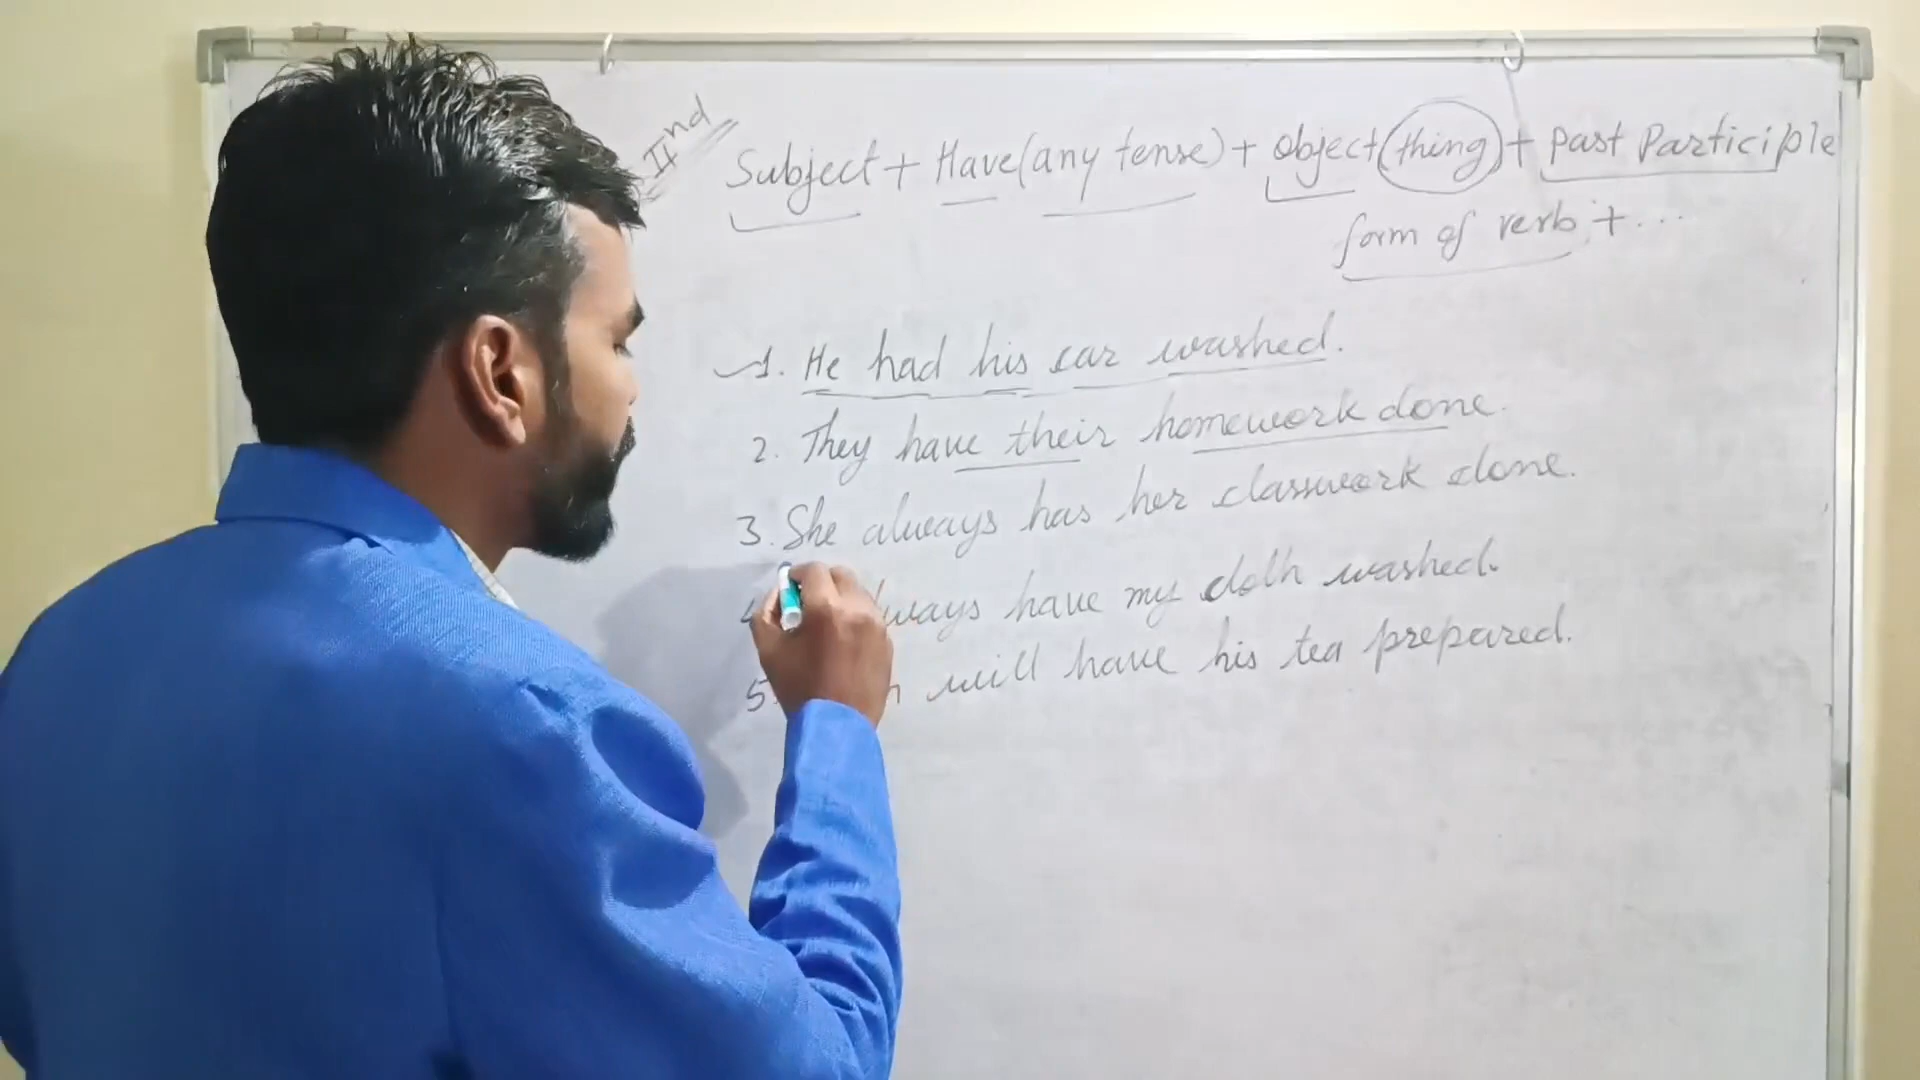 IInd
Subject + Have(any tense) + object(thing) + past participle
form of verb + ...
1. He had his car washed.
2. They have their homework done.
3. She always has her classwork done.
have my cloth washed.
5. will have his tea prepared.